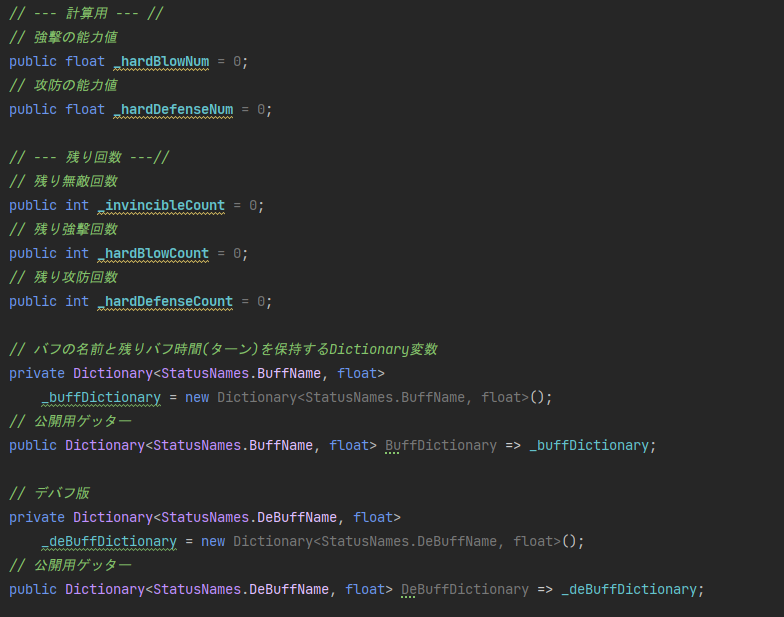 // --- 計算用 --- //
// 強撃の能力値
public float _hardBlowNum = 0;
// 攻防の能力値
public float _hardDefenseNum = 0;
// --- 残り回数 ---//
// 残り無敵回数
public int _invincibleCount = 0;
// 残り強撃回数
public int _hardBlowCount = 0;
// 残り攻防回数
public int _hardDefenseCount = 0;
// バフの名前と残りバフ時間(ターン)を保持するDictionary変数
private Dictionary<StatusNames.BuffName, float>
_buffDictionary = new Dictionary<StatusNames.BuffName, float>();
// 公開用ゲッター
public Dictionary<StatusNames.BuffName, float> BuffDictionary => _buffDictionary;
// デバフ版
private Dictionary<StatusNames.DeBuffName, float>
_deBuffDictionary = new Dictionary<StatusNames.DeBuffName, float>();
// 公開用ゲッター
public Dictionary<StatusNames.DeBuffName, float> DeBuffDictionary => _deBuffDictionary;